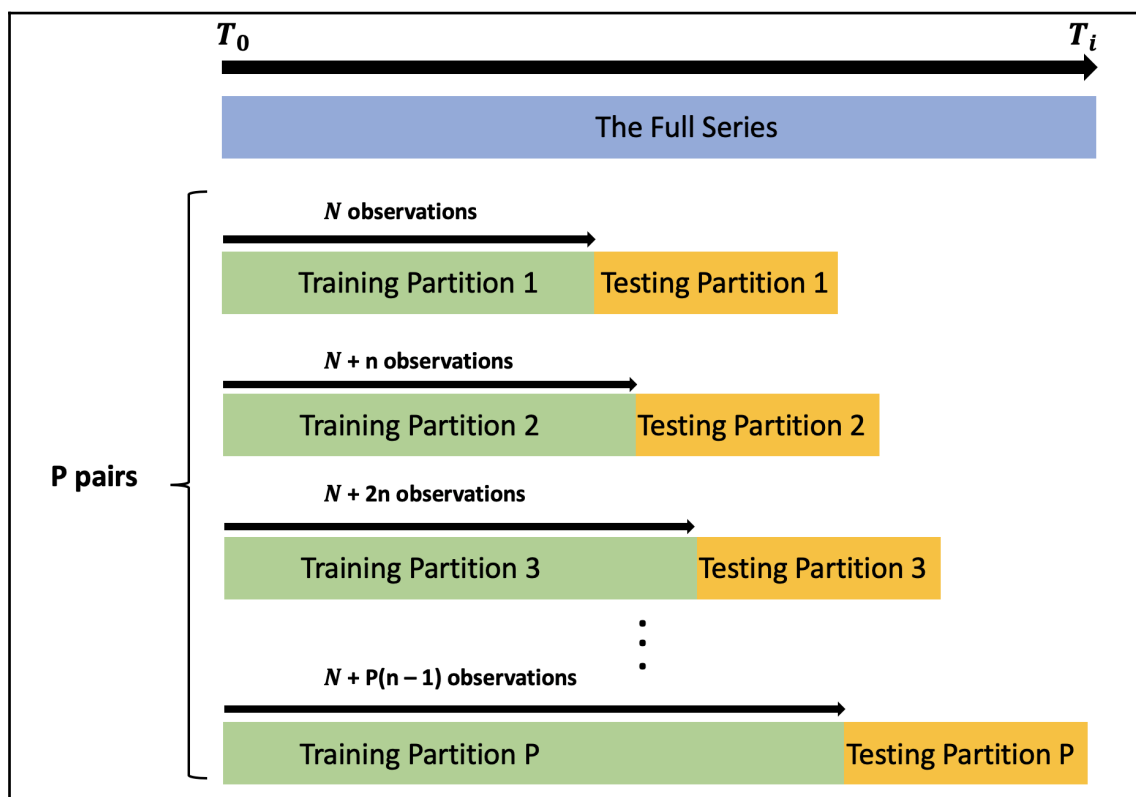 T₀ Tᵢ
The Full Series
N observations
Training Partition 1 Testing Partition 1
N + n observations
Training Partition 2 Testing Partition 2
P pairs
N + 2n observations
Training Partition 3 Testing Partition 3
⋮
N + P(n – 1) observations
Training Partition P Testing Partition P